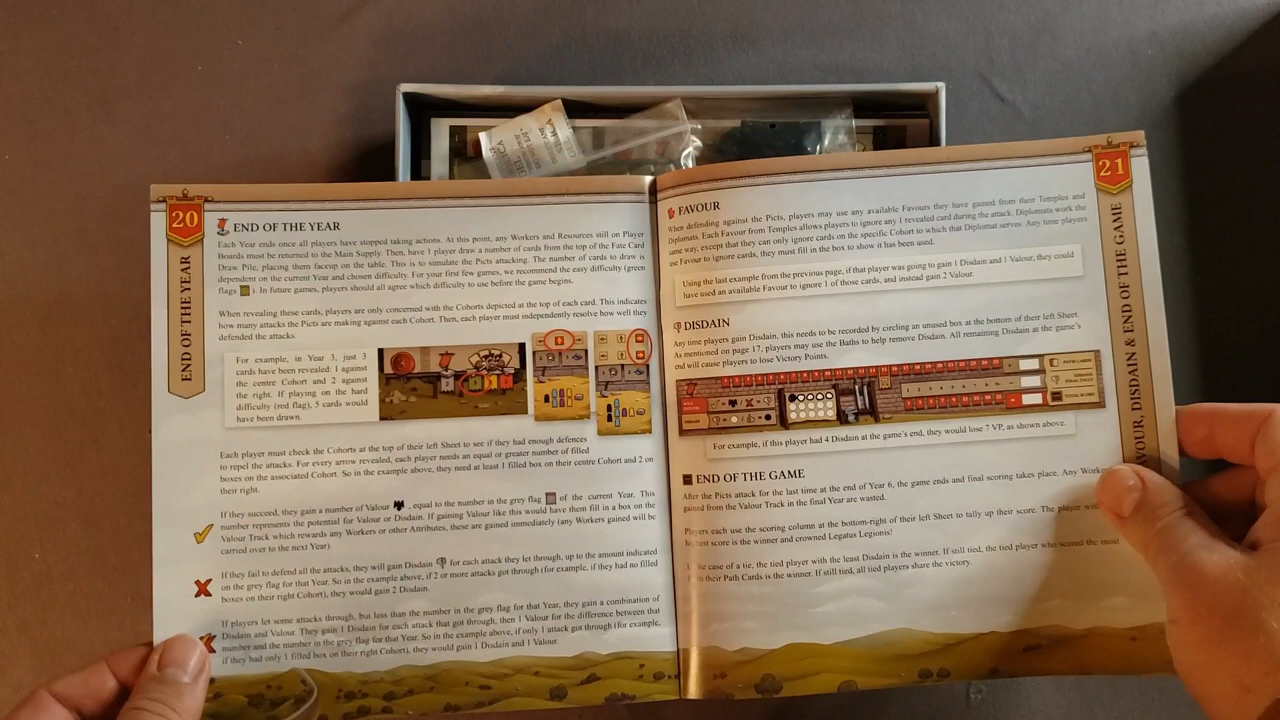 20
END OF THE YEAR
END OF THE YEAR
Each Year ends once all players have stopped taking actions. At this point, any Workers and Resources still on Player
Boards must be returned to the Main Supply. Then, have 1 player draw a number of cards from the top of the Fate Card
Draw Pile, placing them faceup on the table. This is to simulate the Picts attacking. The number of cards to draw is
dependent on the current Year and chosen difficulty. For your first few games, we recommend the easy difficulty (green
flags ). In future games, players should all agree which difficulty to use before the game begins.
When revealing these cards, players are only concerned with the Cohorts depicted at the top of each card. This indicates
how many attacks the Picts are making against each Cohort. Then, each player must independently resolve how well they
defended the attacks.
For example, in Year 3, just 3
cards have been revealed: 1 against
the centre Cohort and 2 against
the right. If playing on the hard
difficulty (red flag), 5 cards would
have been drawn.
Each player must check the Cohorts at the top of their left Sheet to see if they had enough defences
to repel the attacks. For every arrow revealed, each player needs an equal or greater number of filled
boxes on the associated Cohort. So in the example above, they need at least 1 filled box on their centre Cohort and 2 on
their right.
If they succeed, they gain a number of Valour , equal to the number in the grey flag of the current Year. This
number represents the potential for Valour or Disdain. If gaining Valour like this would have them fill in a box on the
Valour Track which rewards any Workers or other Attributes, these are gained immediately (any Workers gained will be
carried over to the next Year).
If they fail to defend all the attacks, they will gain Disdain for each attack they let through, up to the amount indicated
on the grey flag for that Year. So in the example above, if 2 or more attacks got through (for example, if they had no filled
boxes on their right Cohort), they would gain 2 Disdain.
If players let some attacks through, but less than the number in the grey flag for that Year, they gain a combination of
Disdain and Valour. They gain 1 Disdain for each attack that got through, then 1 Valour for the difference between that
number and the number in the grey flag for that Year. So in the example above, if only 1 attack got through (for example,
if they had only 1 filled box on their right Cohort), they would gain 1 Disdain and 1 Valour.
21
VOUR, DISDAIN & END OF THE GAME
FAVOUR
When defending against the Picts, players may use any available Favours they have gained from their Temples and
Diplomats. Each Favour from Temples allows players to ignore any 1 revealed card during the attack. Diplomats work the
same way, except that they can only ignore cards on the specific Cohort to which that Diplomat serves. Any time players
use Favour to ignore cards, they must fill in the box to show it has been used.
Using the last example from the previous page, if that player was going to gain 1 Disdain and 1 Valour, they could
have used an available Favour to ignore 1 of those cards, and instead gain 2 Valour.
DISDAIN
Any time players gain Disdain, this needs to be recorded by circling an unused box at the bottom of their left Sheet.
As mentioned on page 17, players may use the Baths to help remove Disdain. All remaining Disdain at the game's
end will cause players to lose Victory Points.
PATH CARDS
TOTAL SCORE
For example, if this player had 4 Disdain at the game's end, they would lose 7 VP, as shown above.
END OF THE GAME
After the Picts attack for the last time at the end of Year 6, the game ends and final scoring takes place. Any Worke
gained from the Valour Track in the final Year are wasted.
Players each use the scoring column at the bottom-right of their left Sheet to tally up their score. The player with
highest score is the winner and crowned Legatus Legionis!
case of a tie, the tied player with the least Disdain is the winner. If still tied, the tied player who scored the most
from their Path Cards is the winner. If still tied, all tied players share the victory.